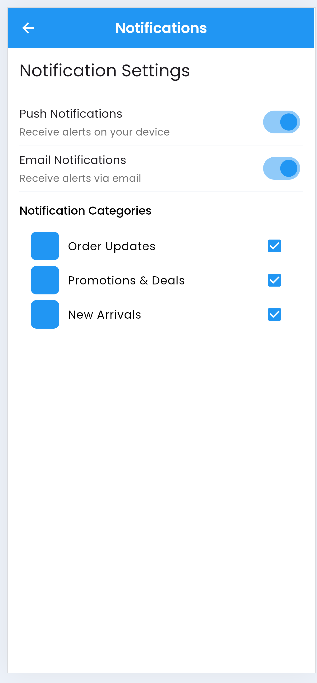 Notifications
Notification Settings
Push Notifications
Receive alerts on your device
Email Notifications
Receive alerts via email
Notification Categories
Order Updates
Promotions & Deals
New Arrivals